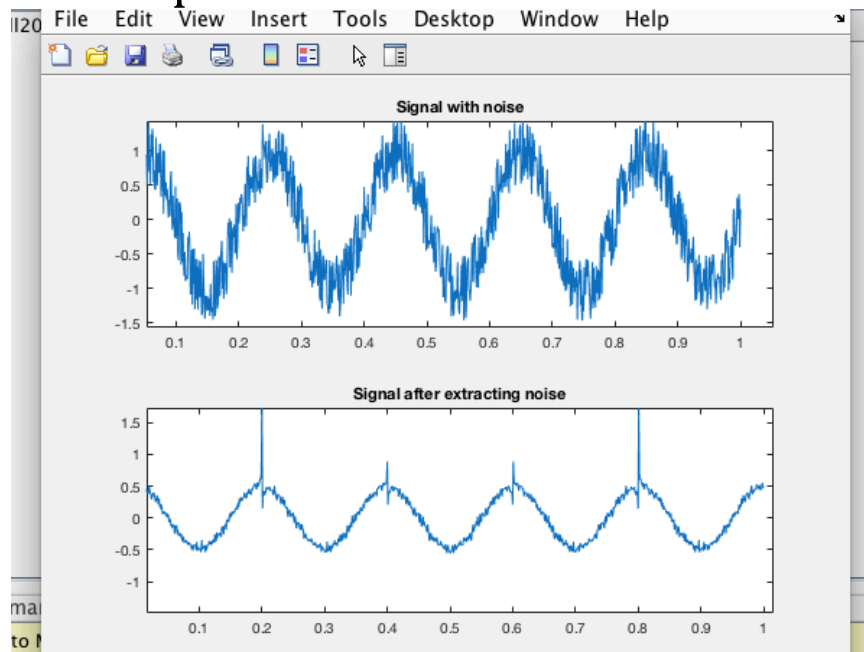 File Edit View Insert Tools Desktop Window Help
Signal with noise
1
0.5
0
-0.5
-1
-1.5
0.1 0.2 0.3 0.4 0.5 0.6 0.7 0.8 0.9 1
Signal after extracting noise
1.5
1
0.5
0
-0.5
-1
0.1 0.2 0.3 0.4 0.5 0.6 0.7 0.8 0.9 1
to